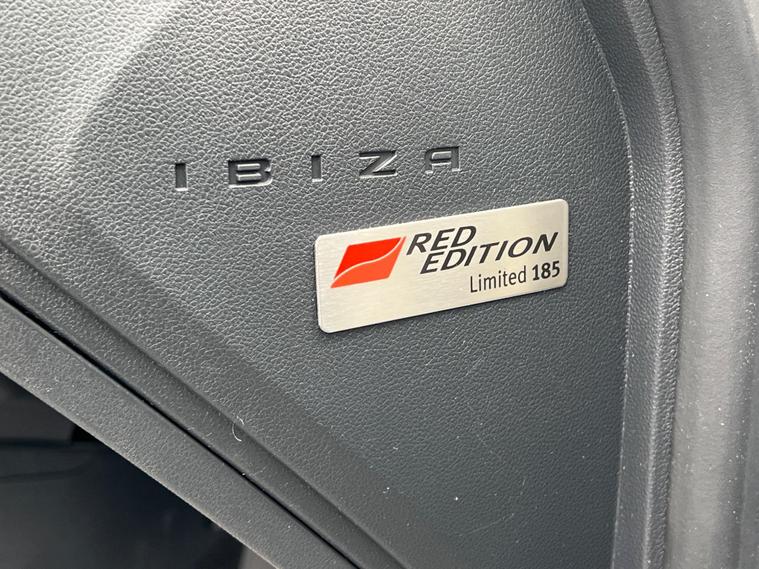 IBIZA
RED
EDITION
Limited 185